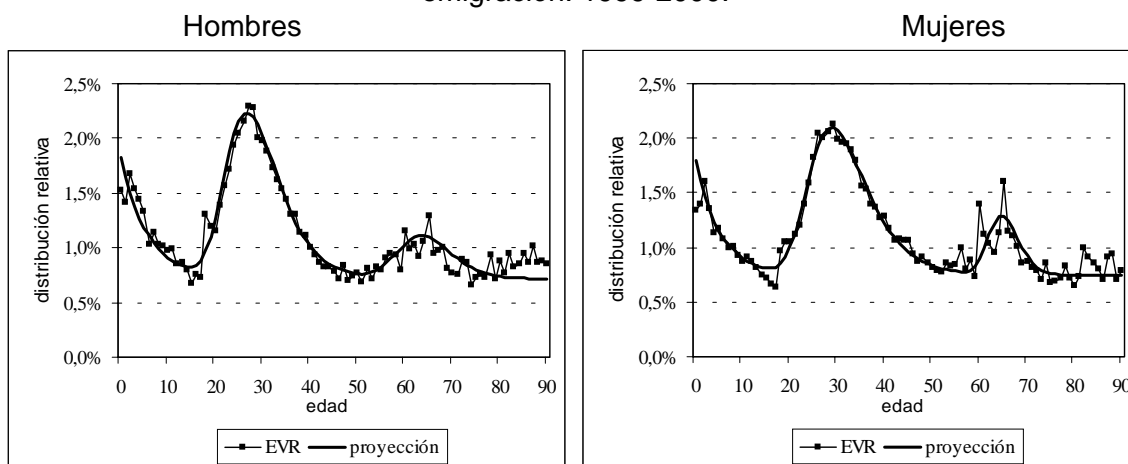 emigración.
Hombres
2,5%
2,0%
1,5%
1,0%
0,5%
0,0%
distribución relativa
0 10 20 30 40 50 60 70 80 90
edad
EVR proyección
Mujeres
2,5%
2,0%
1,5%
1,0%
0,5%
0,0%
distribución relativa
0 10 20 30 40 50 60 70 80 90
edad
EVR proyección